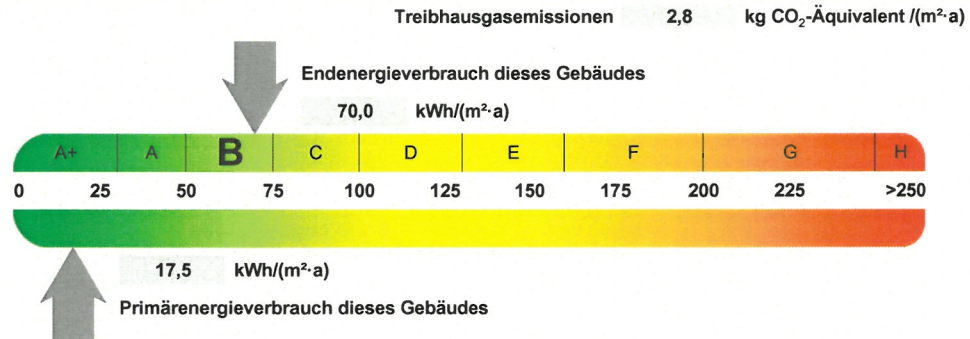 Treibhausgasemissionen 2,8 kg CO₂-Äquivalent /(m²·a)
Endenergieverbrauch dieses Gebäudes
70,0 kWh/(m²·a)
A+ A B C D E F G H
0 25 50 75 100 125 150 175 200 225 >250
17,5 kWh/(m²·a)
Primärenergieverbrauch dieses Gebäudes